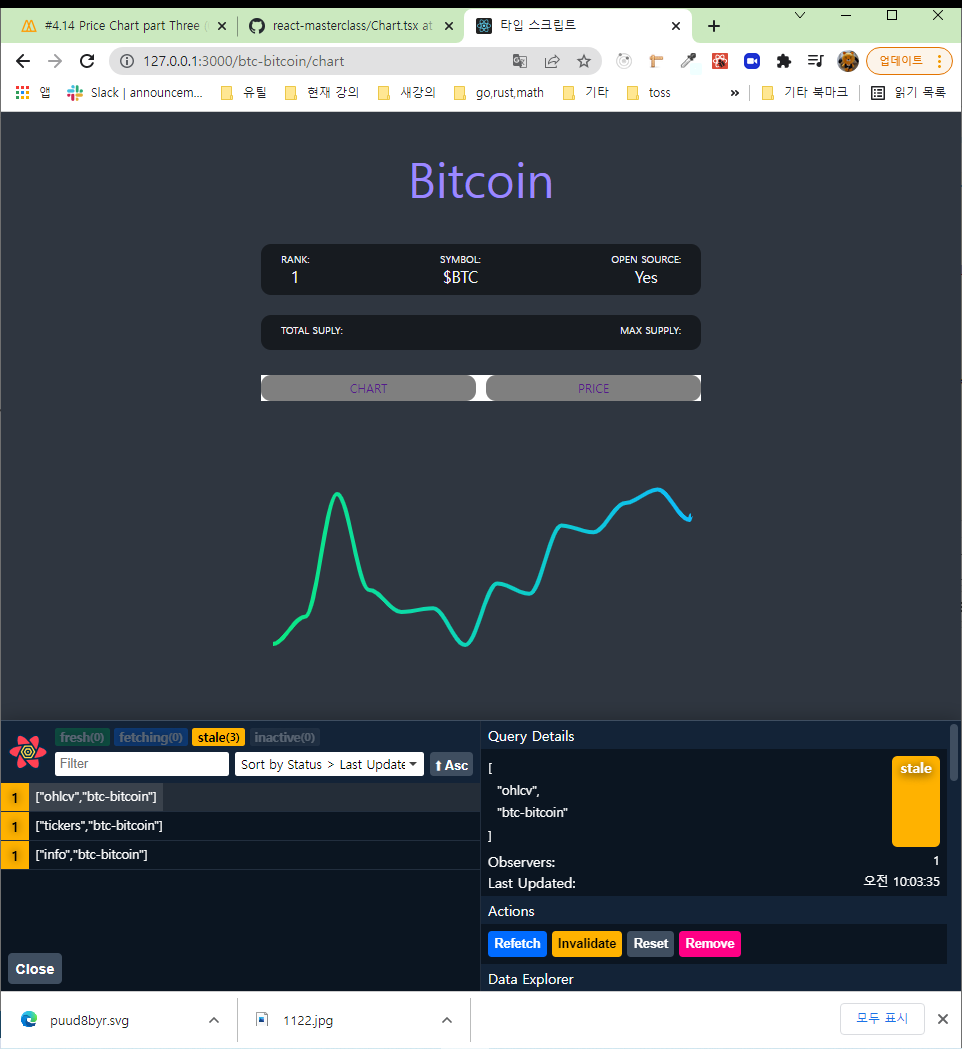 #4.14 Price Chart part Three (
react-masterclass/Chart.tsx at
타입 스크립트
127.0.0.1:3000/btc-bitcoin/chart
업데이트
앱
Slack | announcem...
유틸
현재 강의
새강의
go,rust,math
기타
toss
»
기타 북마크
읽기 목록
Bitcoin
RANK: SYMBOL: OPEN SOURCE:
1 $BTC Yes
TOTAL SUPLY: MAX SUPPLY:
CHART PRICE
fresh(0) fetching(0) stale(3) inactive(0)
Filter Sort by Status > Last Update ⬆ Asc
1 ["ohlcv","btc-bitcoin"]
1 ["tickers","btc-bitcoin"]
1 ["info","btc-bitcoin"]
Close
Query Details
[ stale
"ohlcv",
"btc-bitcoin"
]
Observers: 1
Last Updated: 오전 10:03:35
Actions
Refetch Invalidate Reset Remove
Data Explorer
puud8byr.svg
1122.jpg
모두 표시